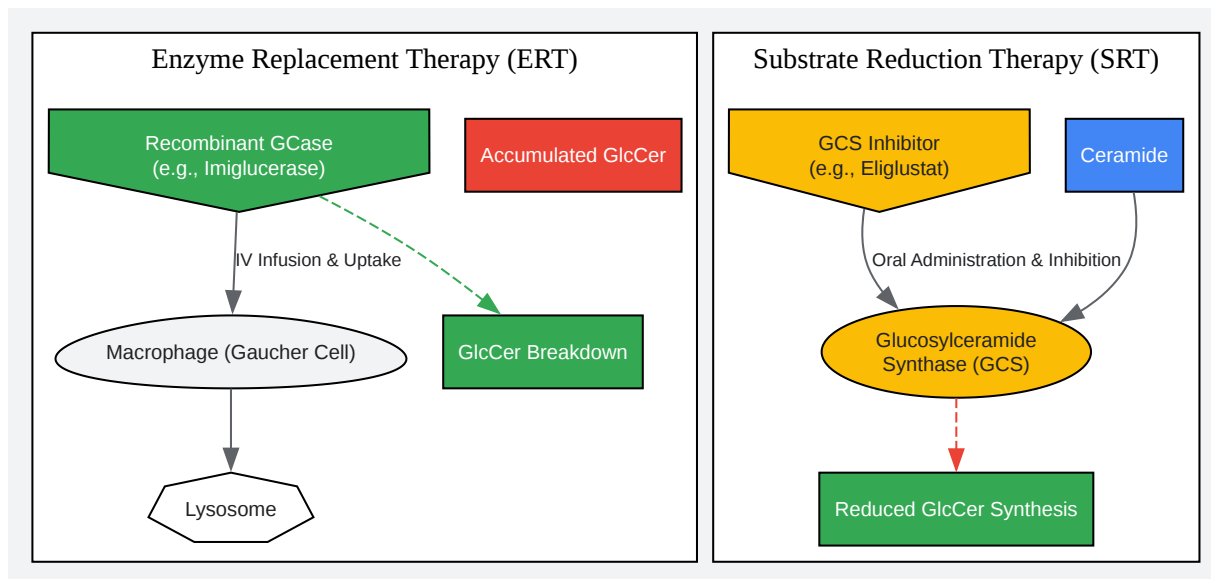 Enzyme Replacement Therapy (ERT)
Recombinant GCase
(e.g., Imiglucerase)
Accumulated GlcCer
IV Infusion & Uptake
Macrophage (Gaucher Cell)
GlcCer Breakdown
Lysosome
Substrate Reduction Therapy (SRT)
GCS Inhibitor
(e.g., Eliglustat)
Ceramide
Oral Administration & Inhibition
Glucosylceramide
Synthase (GCS)
Reduced GlcCer Synthesis